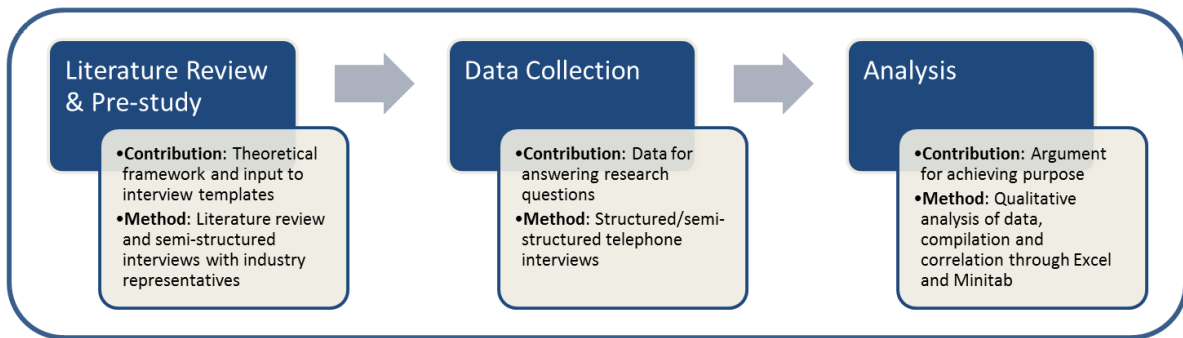 Literature Review
& Pre-study
•Contribution: Theoretical
framework and input to
interview templates
•Method: Literature review
and semi-structured
interviews with industry
representatives
Data Collection
•Contribution: Data for
answering research
questions
•Method: Structured/semi-
structured telephone
interviews
Analysis
•Contribution: Argument
for achieving purpose
•Method: Qualitative
analysis of data,
compilation and
correlation through Excel
and Minitab